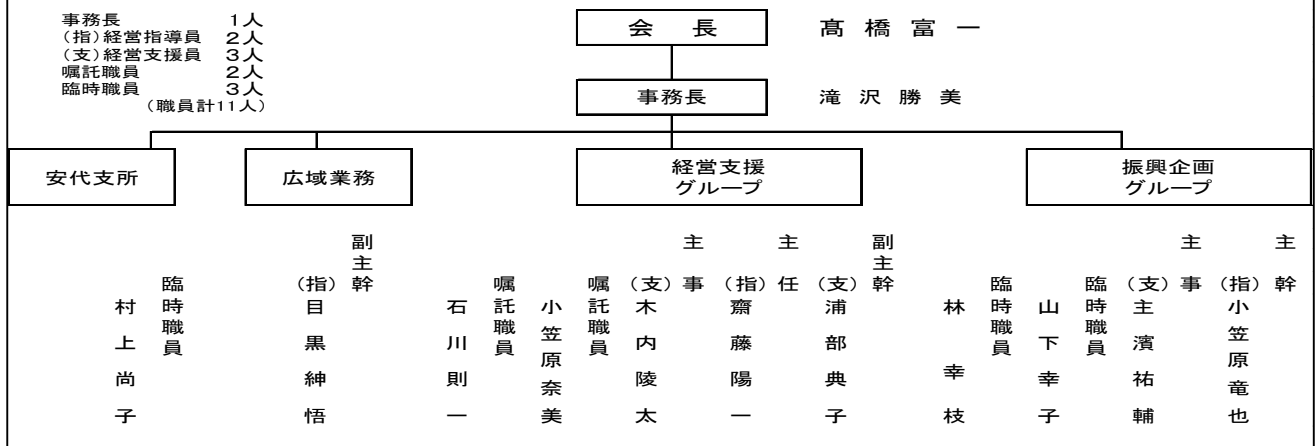 事務長 1人
(指)経営指導員 2人
(支)経営支援員 3人
嘱託職員 2人
臨時職員 3人
(職員計11人)
会 長 髙橋富一
事務長 滝沢勝美
安代支所
広域業務
経営支援
グループ
振興企画
グループ
主幹
(指)小笠原竜也
主事
(支)主濱祐輔
臨時職員
山下幸子
臨時職員
林幸枝
副主幹
(支)浦部典子
主任
(指)齋藤陽一
主事
(支)木内陵太
嘱託職員
小笠原奈美
嘱託職員
石川則一
副主幹
(指)目黒紳悟
臨時職員
村上尚子